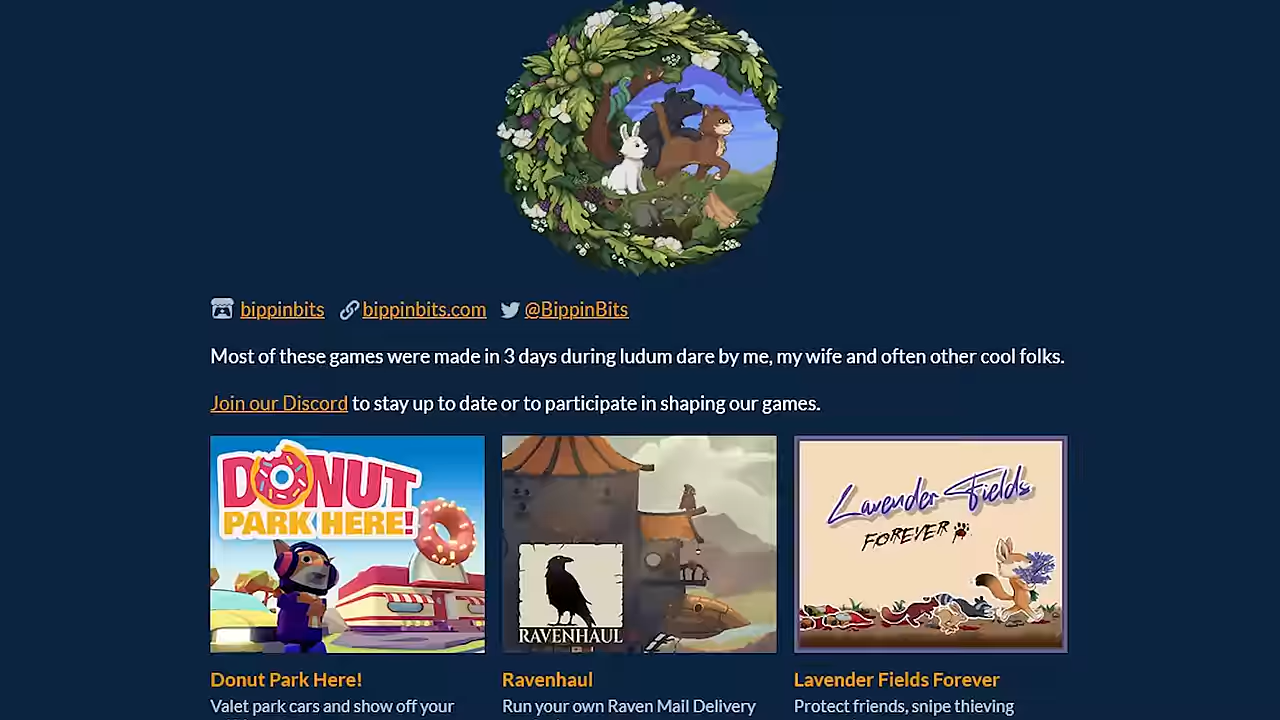 bippinbits bippinbits.com @BippinBits
Most of these games were made in 3 days during ludum dare by me, my wife and often other cool folks.
Join our Discord to stay up to date or to participate in shaping our games.
DONUT
PARK HERE!
RAVENHAUL
Lavender Fields
FOREVER
Donut Park Here!
Ravenhaul
Lavender Fields Forever
Valet park cars and show off your
Run your own Raven Mail Delivery
Protect friends, snipe thieving